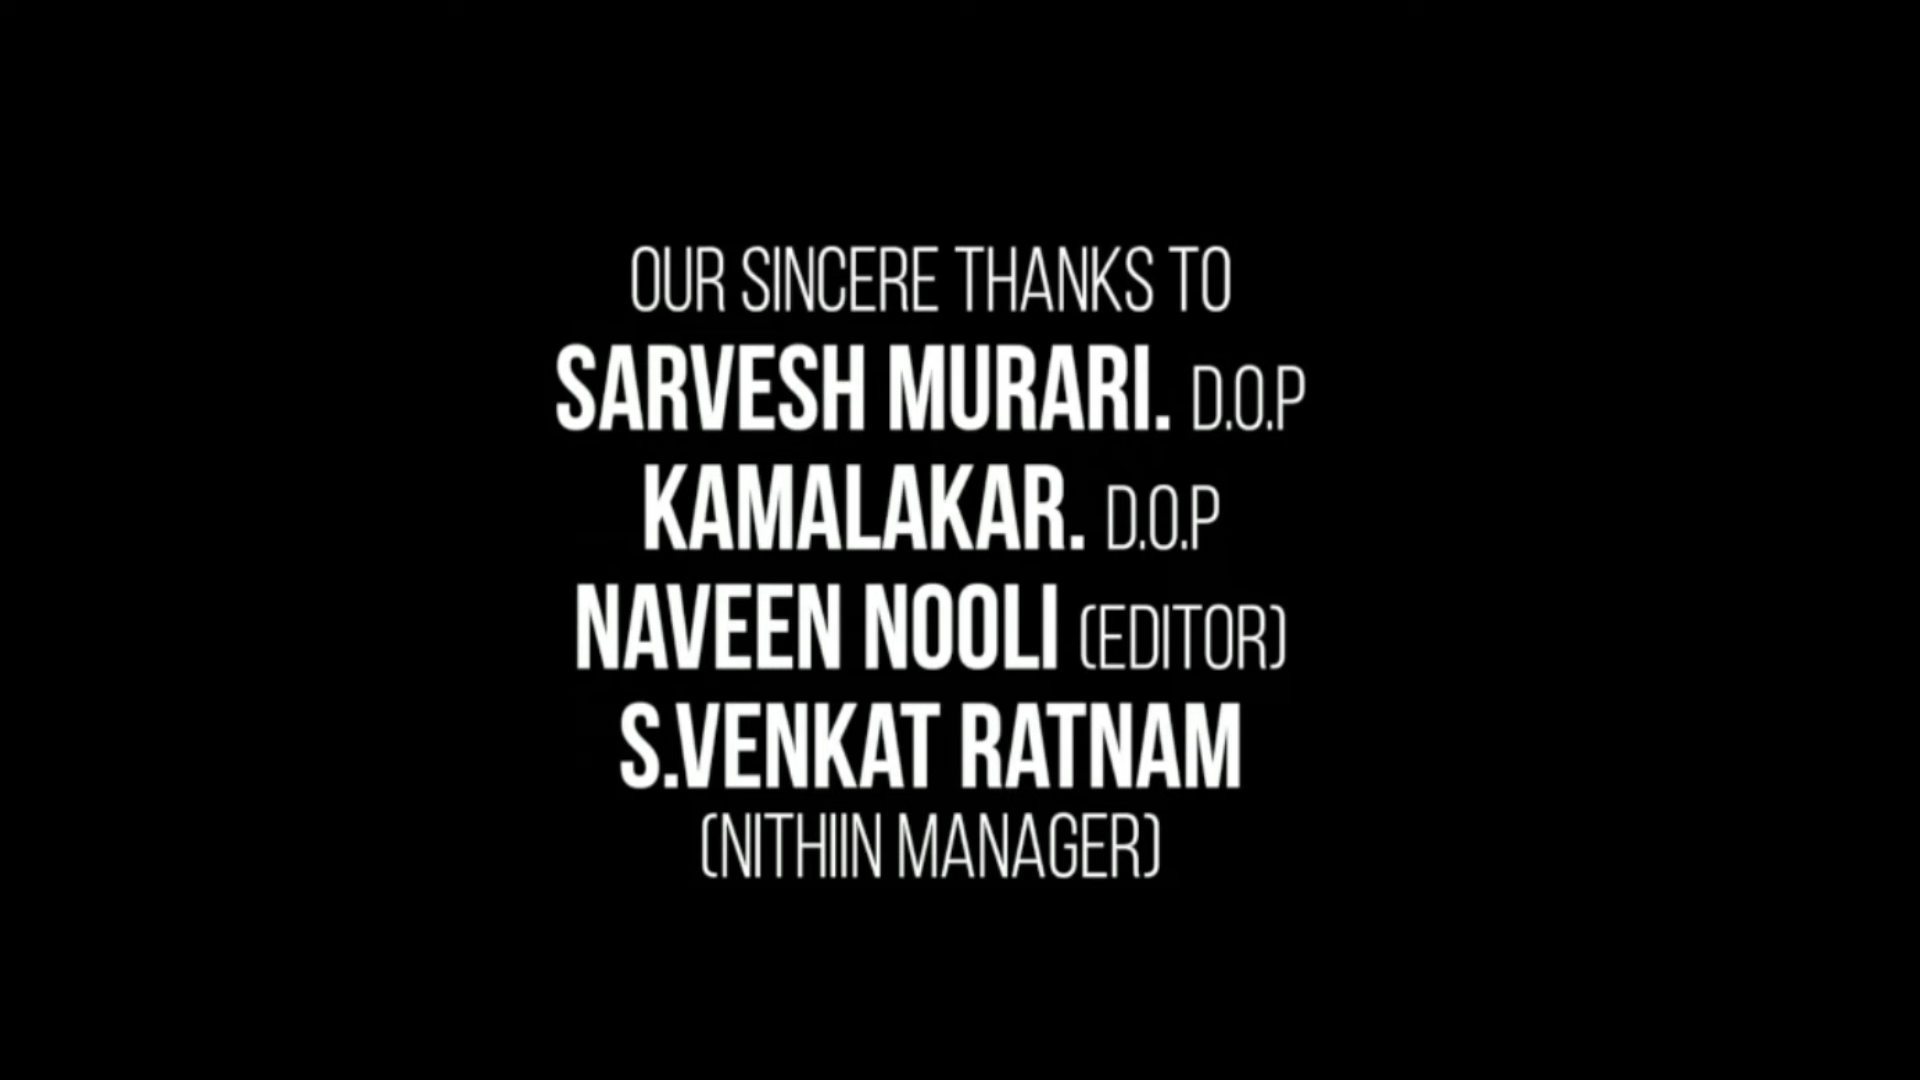 OUR SINCERE THANKS TO
SARVESH MURARI. D.O.P
KAMALAKAR. D.O.P
NAVEEN NOOLI (EDITOR)
S.VENKAT RATNAM
(NITHIIN MANAGER)